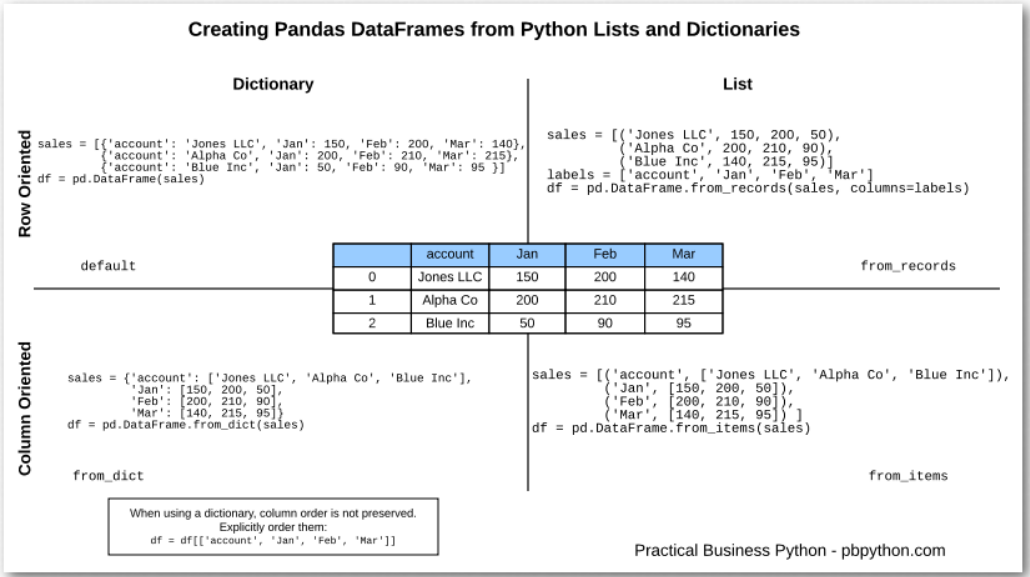 Creating Pandas DataFrames from Python Lists and Dictionaries
Dictionary
List
Row Oriented
sales = [{'account': 'Jones LLC', 'Jan': 150, 'Feb': 200, 'Mar': 140},
{'account': 'Alpha Co', 'Jan': 200, 'Feb': 210, 'Mar': 215},
{'account': 'Blue Inc', 'Jan': 50, 'Feb': 90, 'Mar': 95 }]
df = pd.DataFrame(sales)
default
sales = [('Jones LLC', 150, 200, 50),
('Alpha Co', 200, 210, 90),
('Blue Inc', 140, 215, 95)]
labels = ['account', 'Jan', 'Feb', 'Mar']
df = pd.DataFrame.from_records(sales, columns=labels)
from_records
account Jan Feb Mar
0 Jones LLC 150 200 140
1 Alpha Co 200 210 215
2 Blue Inc 50 90 95
Column Oriented
sales = {'account': ['Jones LLC', 'Alpha Co', 'Blue Inc'],
'Jan': [150, 200, 50],
'Feb': [200, 210, 90],
'Mar': [140, 215, 95]}
df = pd.DataFrame.from_dict(sales)
from_dict
sales = [('account', ['Jones LLC', 'Alpha Co', 'Blue Inc']),
('Jan', [150, 200, 50]),
('Feb', [200, 210, 90]),
('Mar', [140, 215, 95]) ]
df = pd.DataFrame.from_items(sales)
from_items
When using a dictionary, column order is not preserved.
Explicitly order them:
df = df[['account', 'Jan', 'Feb', 'Mar']]
Practical Business Python - pbpython.com